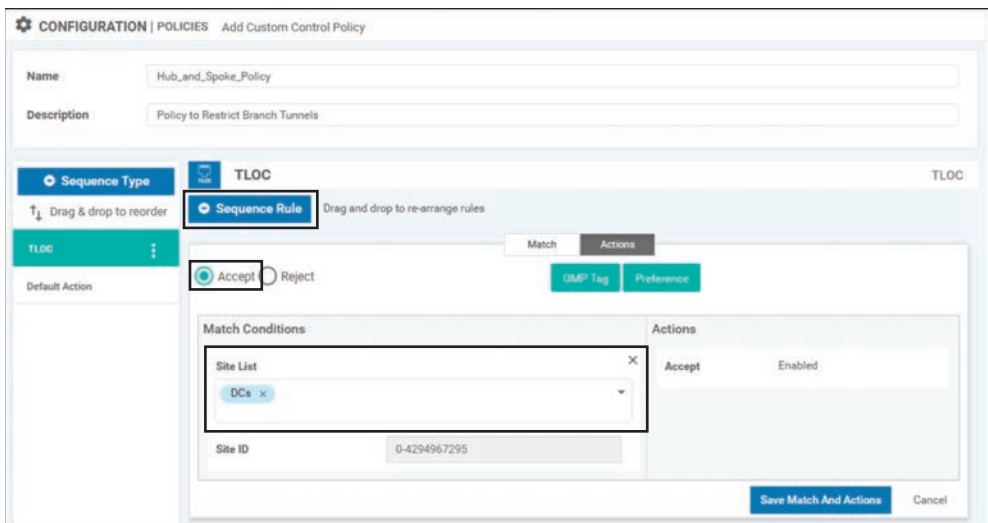 CONFIGURATION | POLICIES Add Custom Control Policy
Name Hub_and_Spoke_Policy
Description Policy to Restrict Branch Tunnels
Sequence Type
Drag & drop to reorder
TLOC
Default Action
TLOC TLOC TLOC
Sequence Rule Drag and drop to re-arrange rules
Match Actions
Accept Reject OMP Tag Preference
Match Conditions
Site List
DCs
Site ID 0-4294967295
Actions
Accept Enabled
Save Match And Actions Cancel